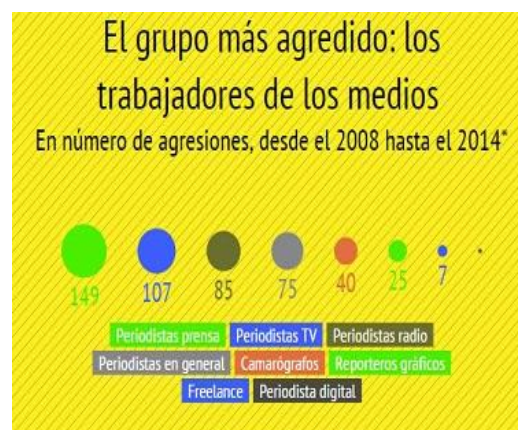 El grupo más agredido: los
trabajadores de los medios
En número de agresiones, desde el 2008 hasta el 2014*
149 107 85 75 40 25 7
Periodistas prensa Periodistas TV Periodistas radio
Periodistas en general Camarógrafos Reporteros gráficos
Freelance Periodista digital